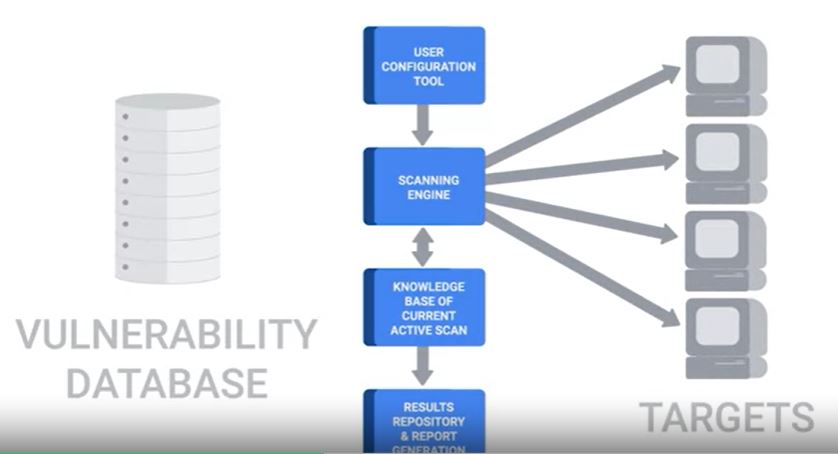 VULNERABILITY
DATABASE
USER
CONFIGURATION
TOOL
SCANNING
ENGINE
KNOWLEDGE
BASE OF
CURRENT
ACTIVE SCAN
RESULTS
REPOSITORY
& REPORT
GENERATION
TARGETS